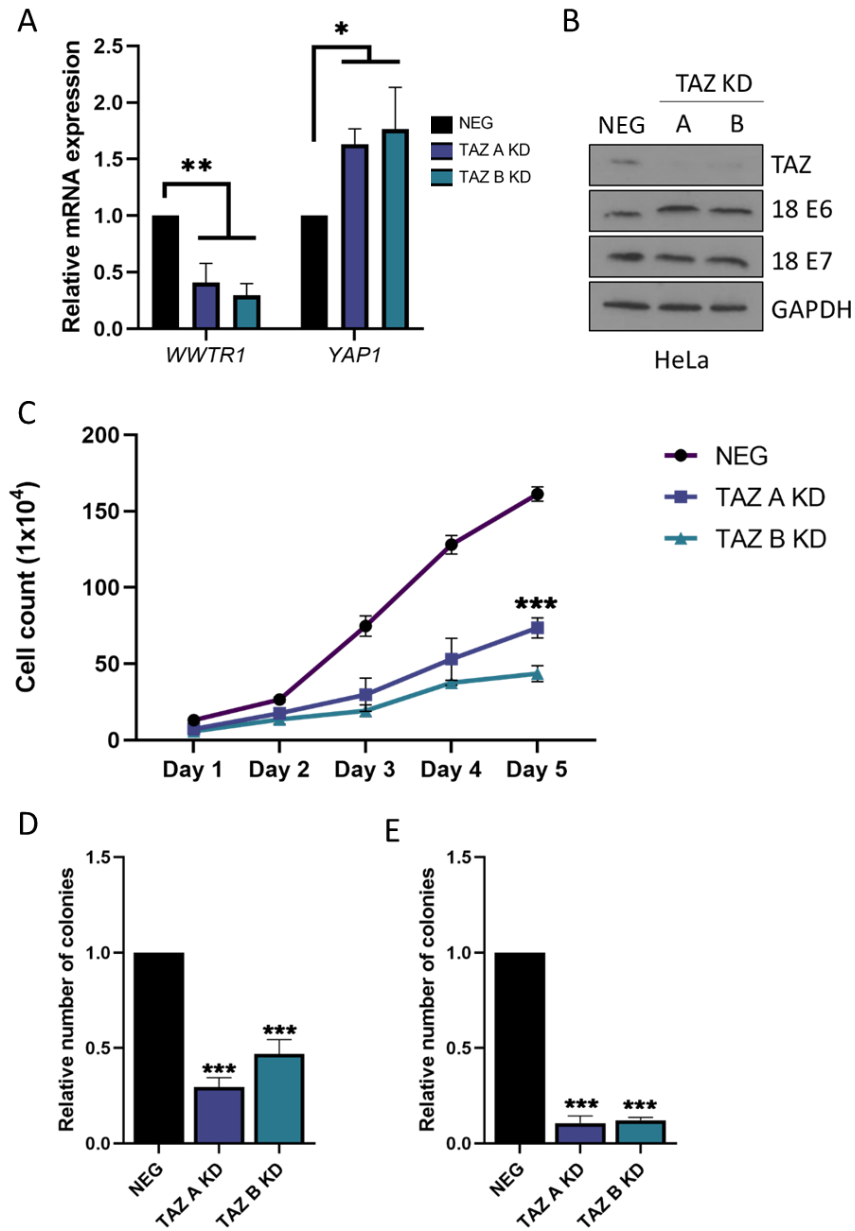 A
Relative mRNA expression
2.5
2.0
1.5
1.0
0.5
0.0
**
*
WWTR1
YAP1
NEG
TAZ A KD
TAZ B KD
B
TAZ KD
NEG A B
TAZ
18 E6
18 E7
GAPDH
HeLa
C
Cell count (1x10⁴)
200
150
100
50
0
***
Day 1 Day 2 Day 3 Day 4 Day 5
NEG
TAZ A KD
TAZ B KD
D
Relative number of colonies
1.5
1.0
0.5
0.0
***
***
NEG
TAZ A KD
TAZ B KD
E
Relative number of colonies
1.5
1.0
0.5
0.0
***
***
NEG
TAZ A KD
TAZ B KD